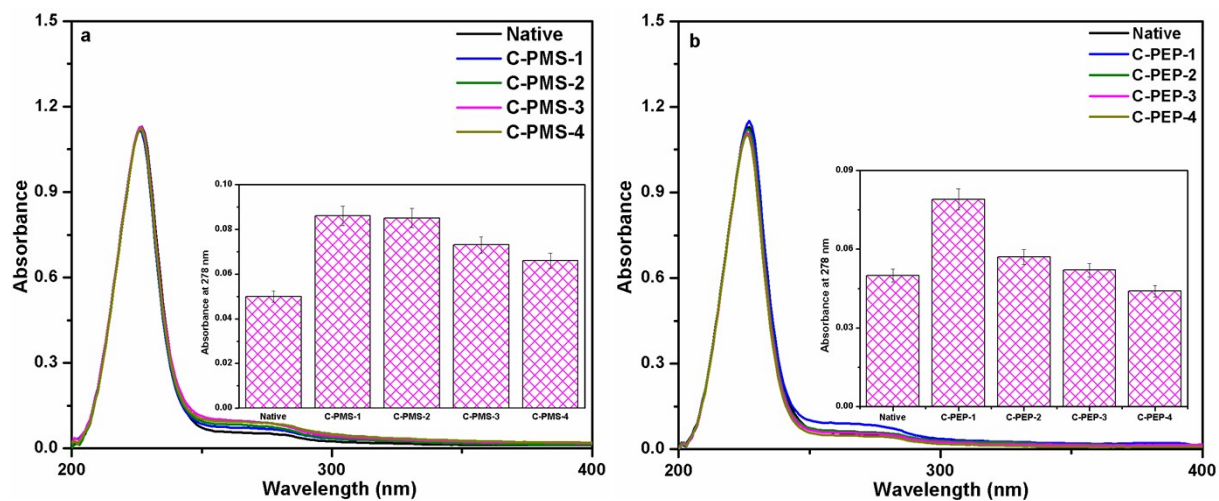 a
Native
C-PMS-1
C-PMS-2
C-PMS-3
C-PMS-4
1.5
1.2
0.9
0.6
0.3
0.0
Absorbance
200
300
400
Wavelength (nm)
0.10
0.08
0.06
0.04
0.02
0.00
Absorbance at 278 nm
Native
C-PMS-1
C-PMS-2
C-PMS-3
C-PMS-4
b
Native
C-PEP-1
C-PEP-2
C-PEP-3
C-PEP-4
1.5
1.2
0.9
0.6
0.3
0.0
Absorbance
200
300
400
Wavelength (nm)
0.09
0.06
0.03
0.00
Absorbance at 278 nm
Native
C-PEP-1
C-PEP-2
C-PEP-3
C-PEP-4